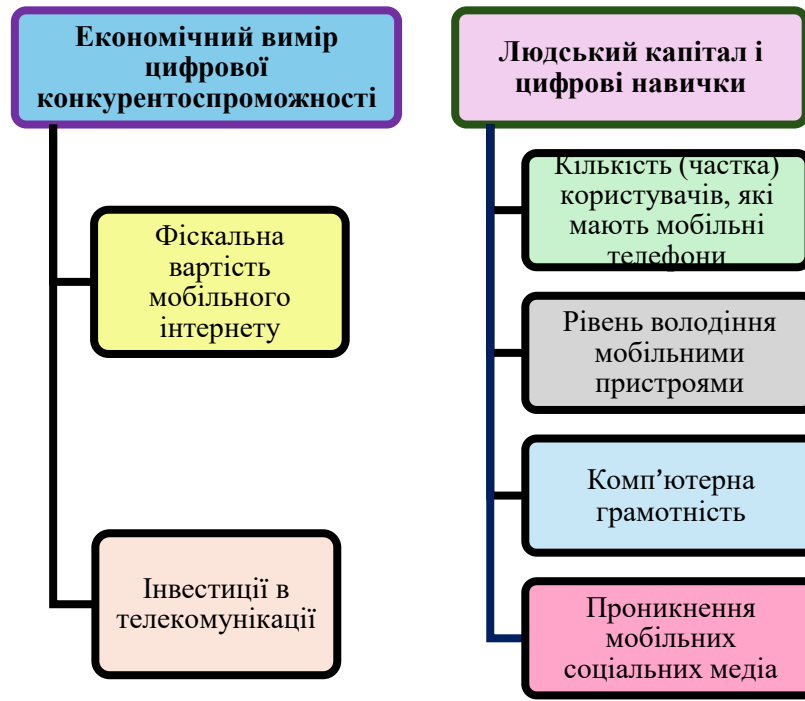 Економічний вимір
цифрової
конкурентоспроможності
Фіскальна
вартість
мобільного
інтернету
Інвестиції в
телекомунікації
Людський капітал і
цифрові навички
Кількість (частка)
користувачів, які
мають мобільні
телефони
Рівень володіння
мобільними
пристроями
Комп’ютерна
грамотність
Проникнення
мобільних
соціальних медіа